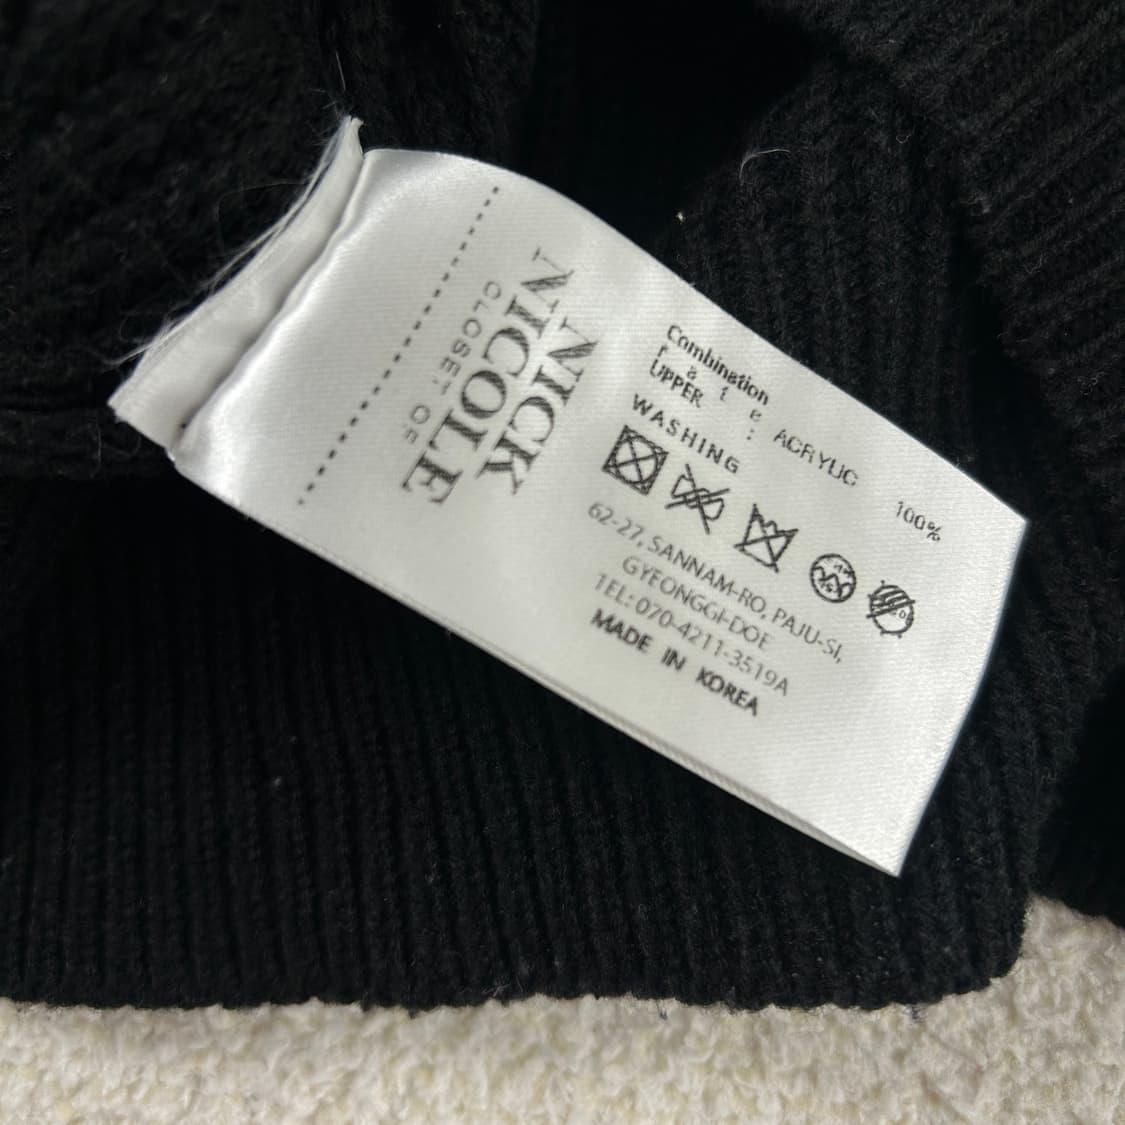 NICK
NICOLE
CLOSET OF
Combination
rate :
UPPER ACRYLIC 100%
WASHING
62-27, SANNAM-RO, PAJU-SI,
GYEONGGI-DOE
TEL: 070-4211-3519A
MADE IN KOREA